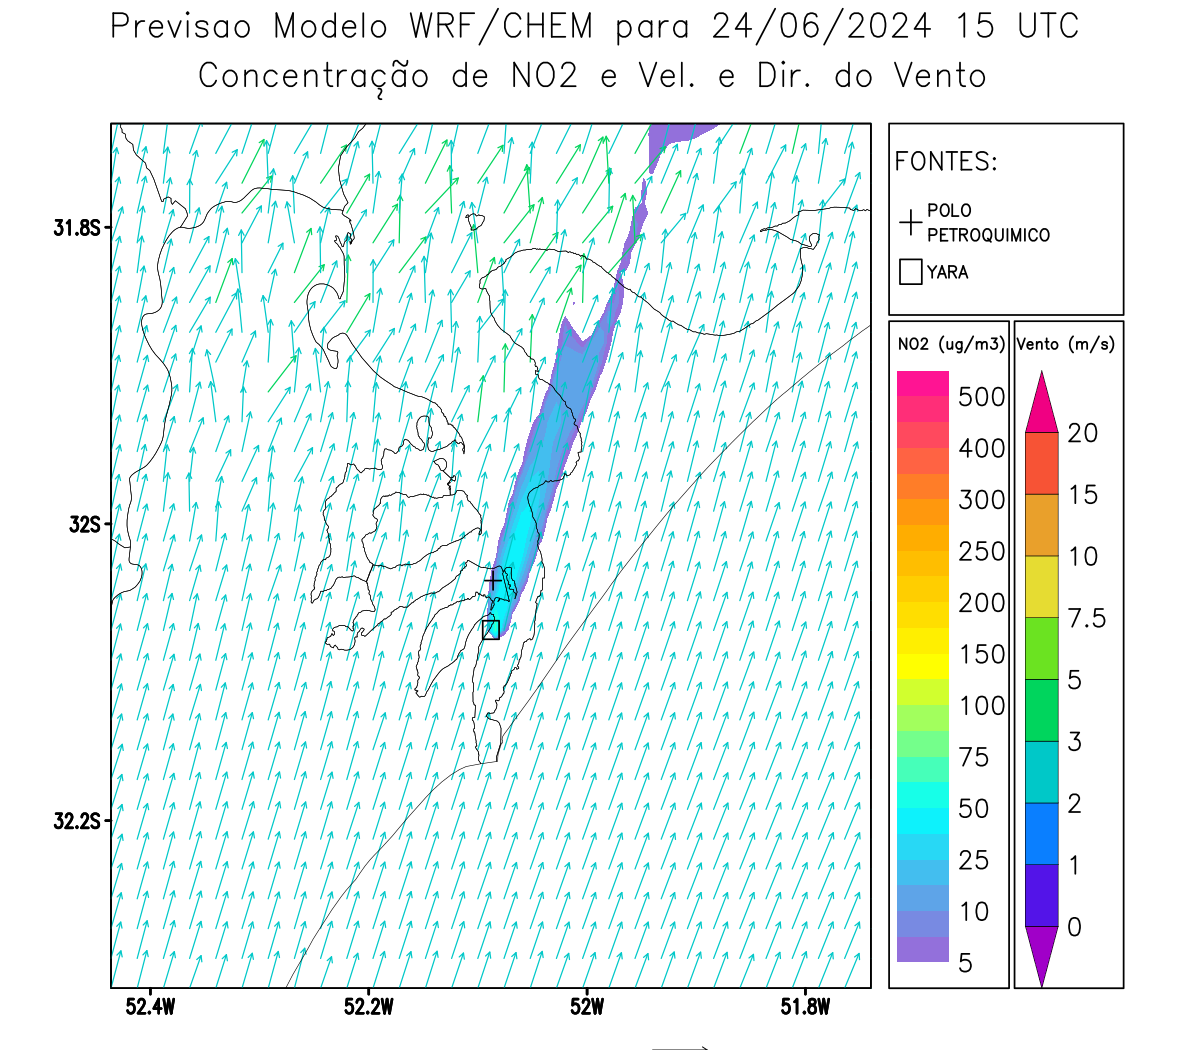 Previsao Modelo WRF/CHEM para 24/06/2024 15 UTC
Concentração de NO2 e Vel. e Dir. do Vento
FONTES:
POLO
PETROQUIMICO
YARA
NO2 (ug/m3)
500
400
300
250
200
150
100
75
50
25
10
5
Vento (m/s)
20
15
10
7.5
5
3
2
1
0
31.8S
32S
32.2S
52.4W
52.2W
52W
51.8W